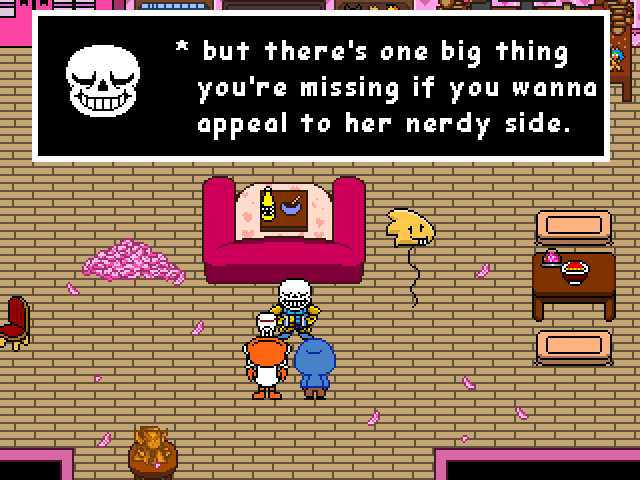 * but there's one big thing
you're missing if you wanna
appeal to her nerdy side.